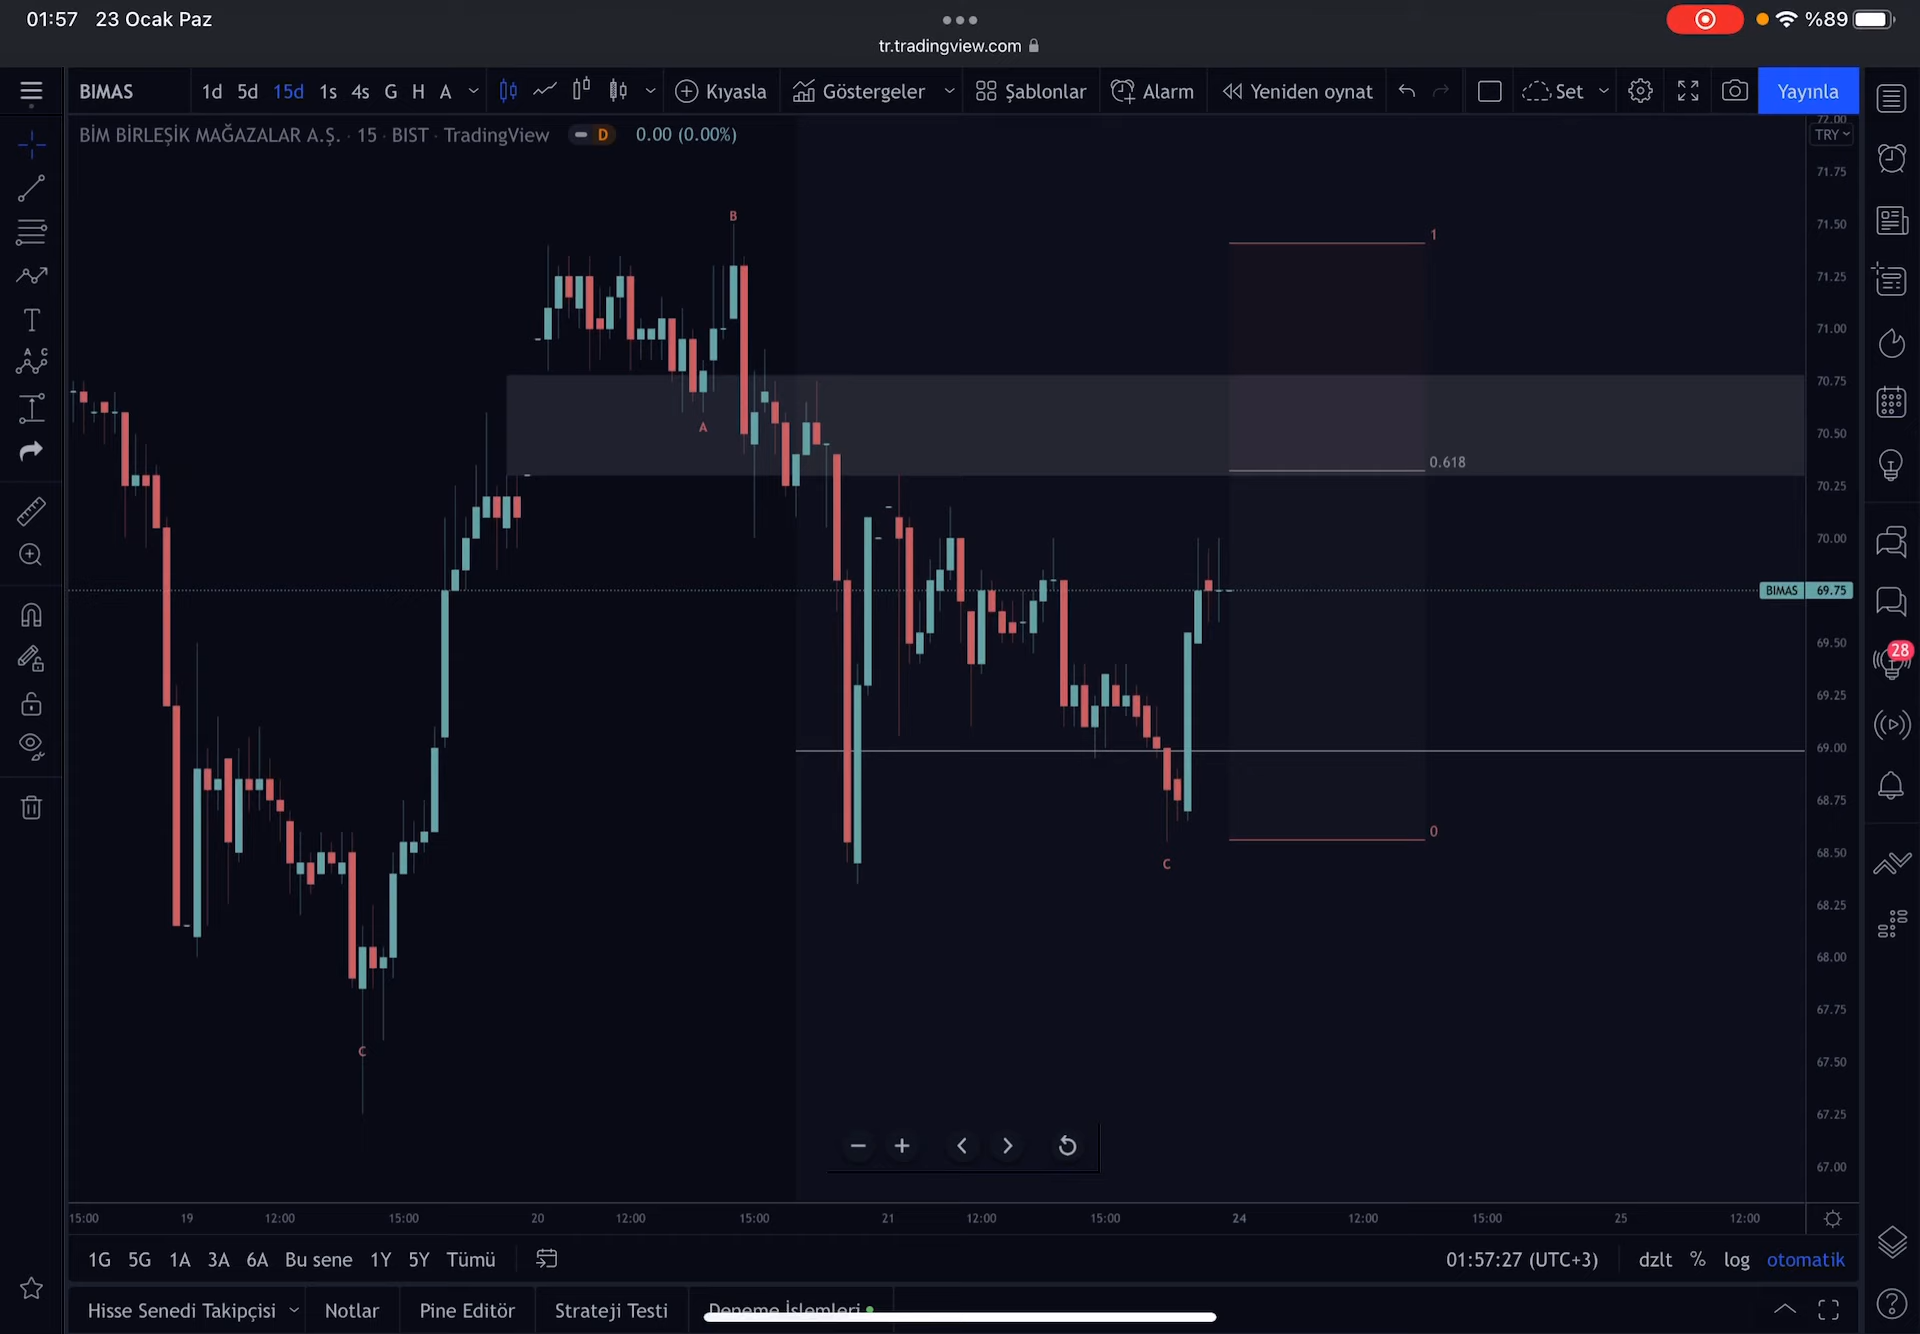 01:57 23 Ocak Paz
%89
tr.tradingview.com
BIMAS 1d 5d 15d 1s 4s G H A Kıyasla Göstergeler Şablonlar Alarm Yeniden oynat Set Yayınla
BİM BİRLEŞİK MAĞAZALAR A.Ş. · 15 · BIST · TradingView D 0.00 (0.00%)
72.00
TRY
71.75
71.50
71.25
71.00
70.75
70.50
70.25
70.00
BIMAS 69.75
69.50
69.25
69.00
68.75
68.50
68.25
68.00
67.75
67.50
67.25
67.00
B
1
A
0.618
0
C
C
28
15:00 19 12:00 15:00 20 12:00 15:00 21 12:00 15:00 24 12:00 15:00 25 12:00
1G 5G 1A 3A 6A Bu sene 1Y 5Y Tümü 01:57:27 (UTC+3) dzlt % log otomatik
Hisse Senedi Takipçisi Notlar Pine Editör Strateji Testi Deneme İşlemleri